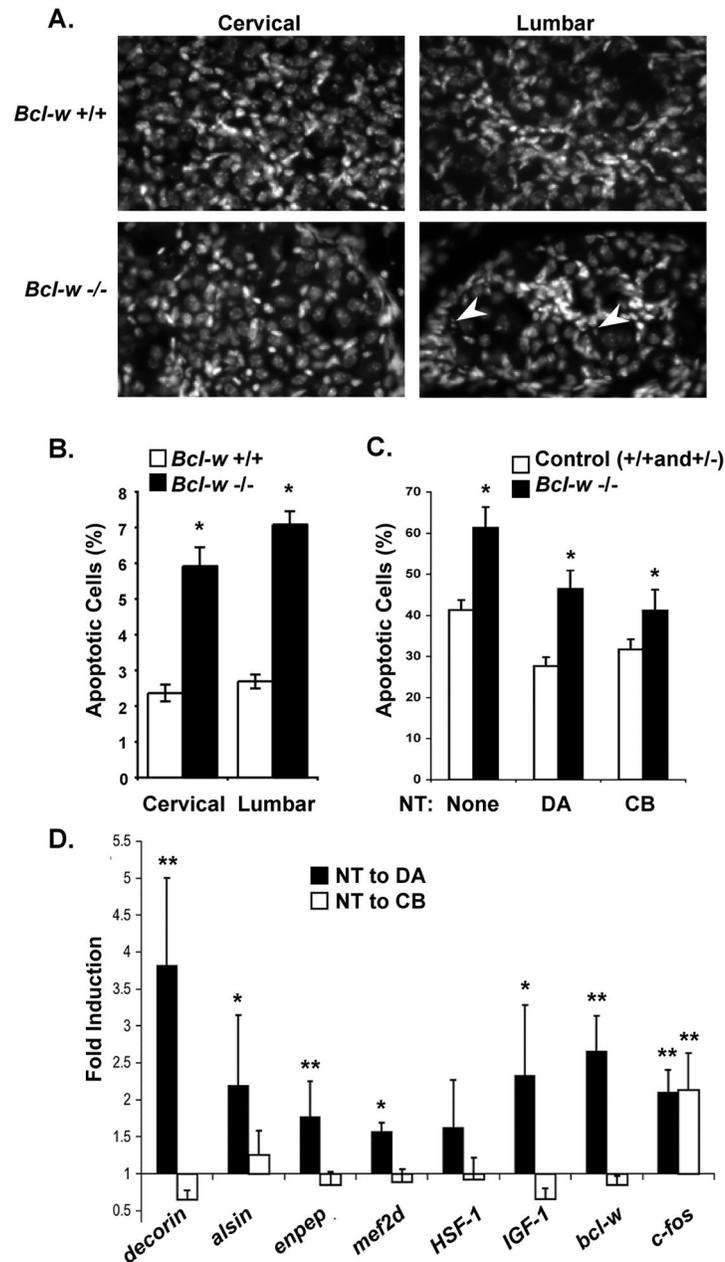 A.
Cervical Lumbar
Bcl-w +/+
Bcl-w -/-
B.
Bcl-w +/+
Bcl-w -/-
Apoptotic Cells (%)
8
7
6
5
4
3
2
1
0
* *
Cervical Lumbar
C.
Control (+/+and+/-)
Bcl-w -/-
Apoptotic Cells (%)
70
60
50
40
30
20
10
0
* * *
NT: None DA CB
D.
NT to DA
NT to CB
Fold Induction
5.5
5
4.5
4
3.5
3
2.5
2
1.5
1
0.5
** * ** * * ** ** **
decorin alsin enpep mef2d HSF-1 IGF-1 bcl-w c-fos